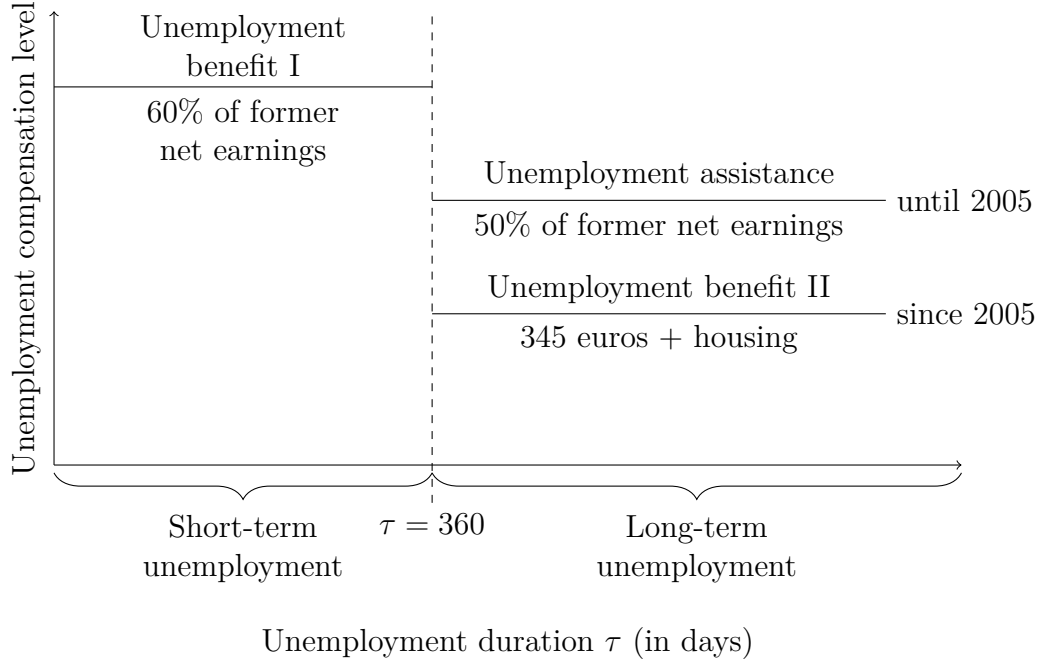 Unemployment compensation level
Unemployment
benefit I
60% of former
net earnings
Unemployment assistance
50% of former net earnings
until 2005
Unemployment benefit II
345 euros + housing
since 2005
Short-term
unemployment
τ = 360
Long-term
unemployment
Unemployment duration τ (in days)